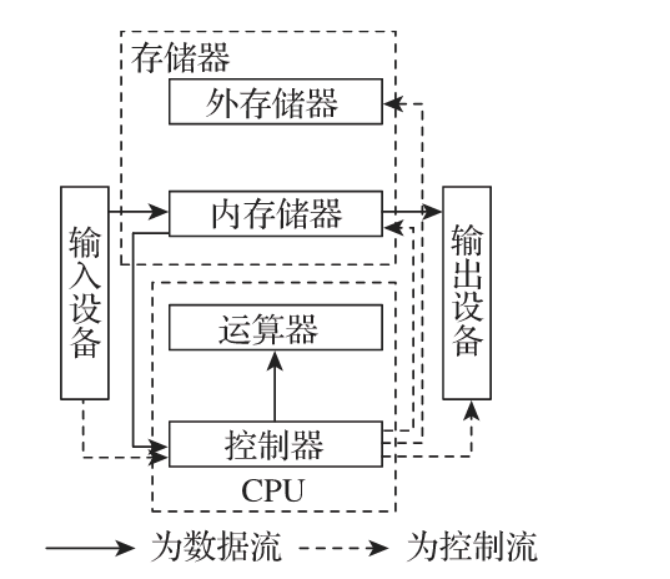 存储器
外存储器
内存储器
输入设备
输出设备
运算器
控制器
CPU
为数据流
为控制流